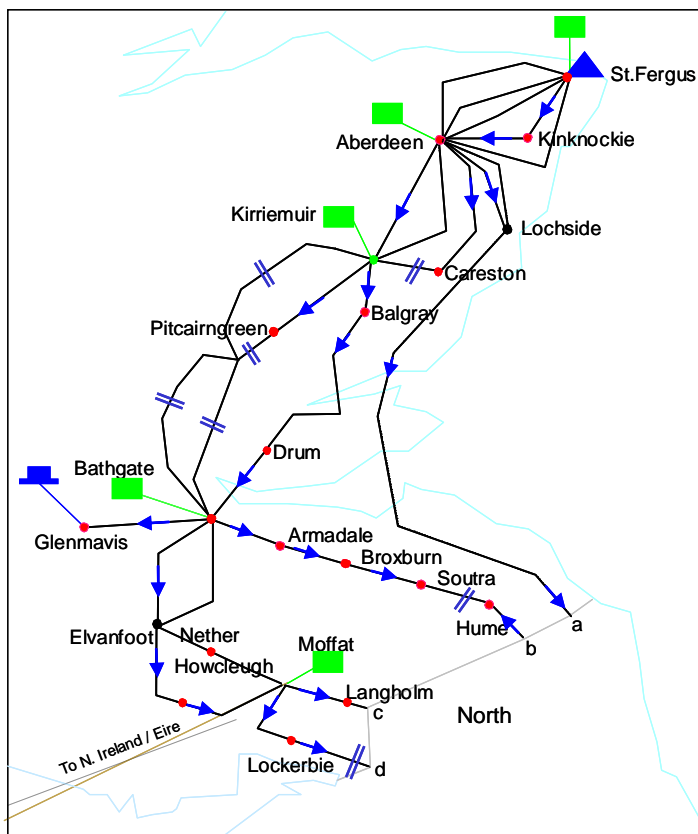 St.Fergus
Aberdeen
Kinknockie
Kirriemuir
Lochside
Careston
Pitcairngreen
Balgray
Drum
Bathgate
Glenmavis
Armadale
Broxburn
Soutra
Hume
a
b
Elvanfoot
Nether
Howcleugh
Moffat
Langholm
c
North
To N. Ireland / Eire
Lockerbie
d